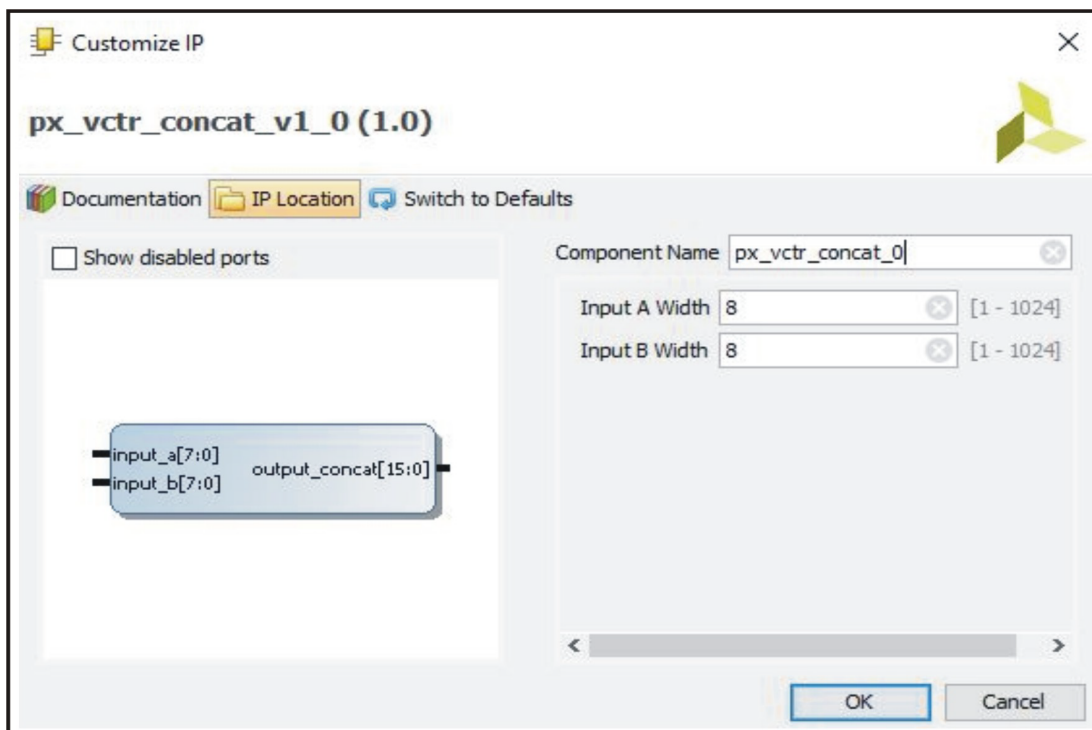 Customize IP
px_vctr_concat_v1_0 (1.0)
Documentation IP Location Switch to Defaults
Show disabled ports
Component Name px_vctr_concat_0
Input A Width 8 [1 - 1024]
Input B Width 8 [1 - 1024]
input_a[7:0]
input_b[7:0]
output_concat[15:0]
OK Cancel